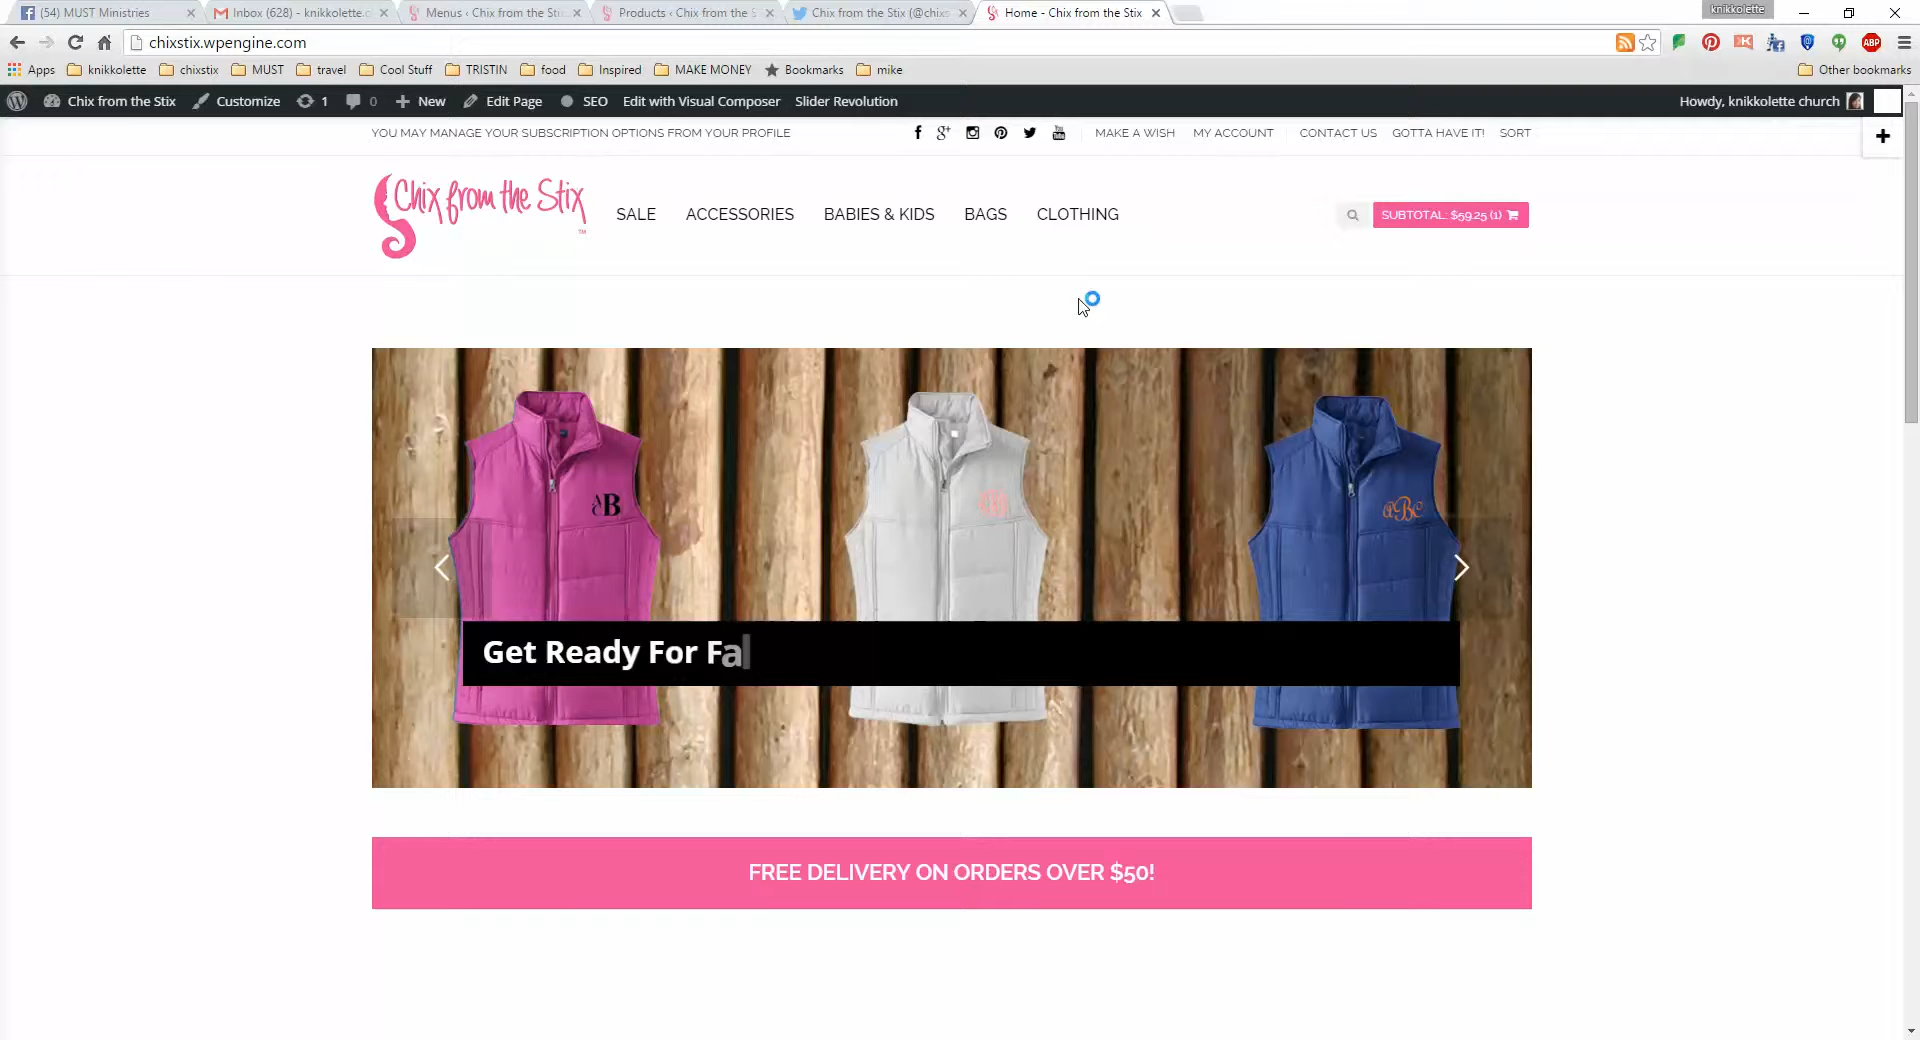 (54) MUST Ministries
Inbox (628) - knikkolette.c
Menus ‹ Chix from the Sti
Products ‹ Chix from the S
Chix from the Stix (@chixs
Home - Chix from the Stix
knikkolette
chixstix.wpengine.com
ABP
Apps knikkolette chixstix MUST travel Cool Stuff TRISTIN food Inspired MAKE MONEY Bookmarks mike Other bookmarks
Chix from the Stix Customize 1 0 New Edit Page SEO Edit with Visual Composer Slider Revolution Howdy, knikkolette church
YOU MAY MANAGE YOUR SUBSCRIPTION OPTIONS FROM YOUR PROFILE
MAKE A WISH MY ACCOUNT CONTACT US GOTTA HAVE IT! SORT
Chix from the Stix ™
SALE ACCESSORIES BABIES & KIDS BAGS CLOTHING
SUBTOTAL: $59.25 (1)
Get Ready For Fa
FREE DELIVERY ON ORDERS OVER $50!